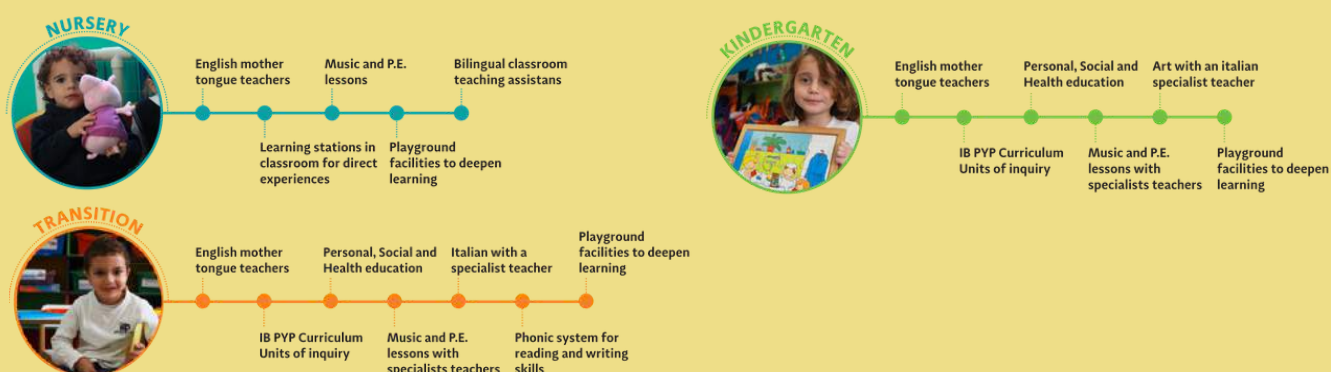 NURSERY
English mother
tongue teachers
Learning stations in
classroom for direct
experiences
Music and P.E.
lessons
Playground
facilities to deepen
learning
Bilingual classroom
teaching assistans
KINDERGARTEN
English mother
tongue teachers
IB PYP Curriculum
Units of inquiry
Personal, Social and
Health education
Music and P.E.
lessons with
specialists teachers
Art with an italian
specialist teacher
Playground
facilities to deepen
learning
TRANSITION
English mother
tongue teachers
IB PYP Curriculum
Units of inquiry
Personal, Social and
Health education
Music and P.E.
lessons with
specialists teachers
Italian with a
specialist teacher
Phonic system for
reading and writing
skills
Playground
facilities to deepen
learning